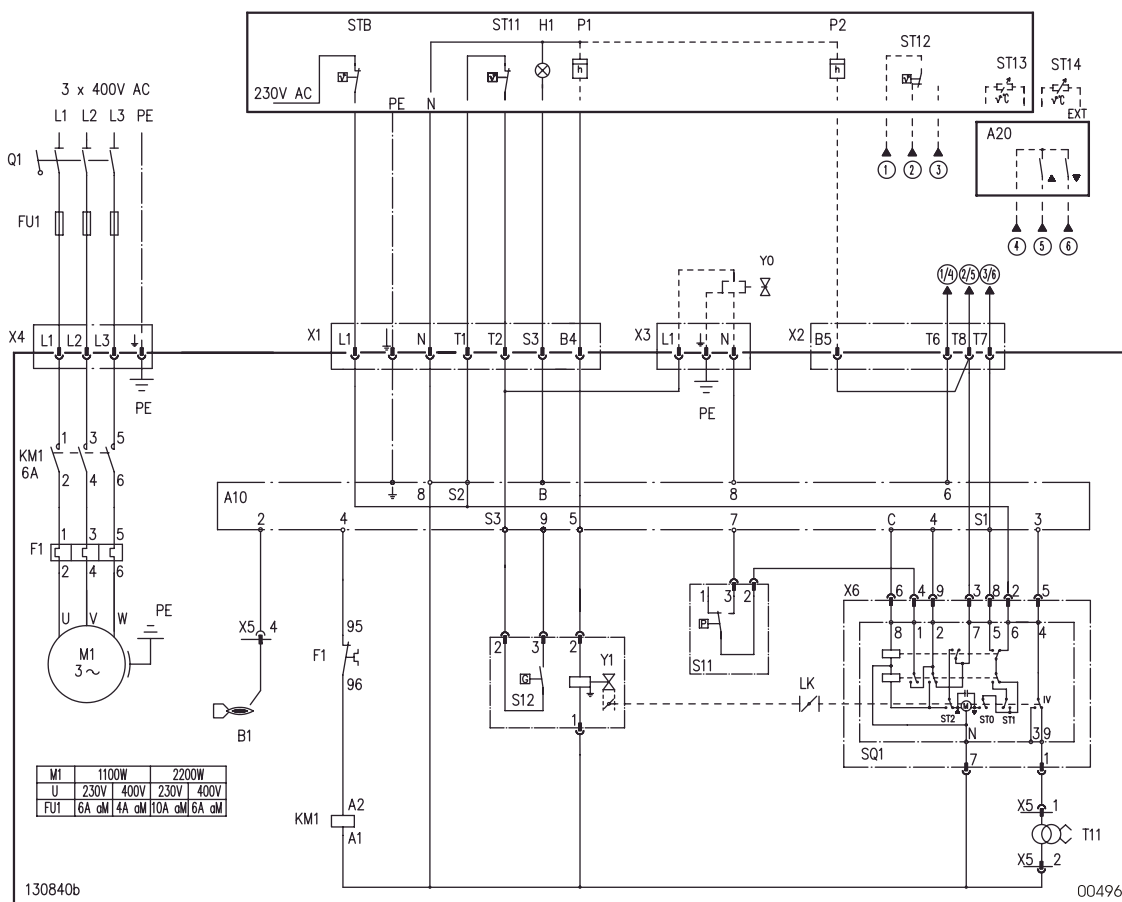 STB ST11 H1 P1 P2
ST12
ST13 ST14
3 x 400V AC
230V AC
PE N
h h
√°C √°C
EXT
L1 L2 L3 PE
A20
Q1
1 2 3
FU1
4 5 6
Y0
1/4 2/5 3/6
X4 L1 L2 L3
X1 L1 N T1 T2 S3 B4
X3 L1 N
X2 B5 T6 T8 T7
PE
PE
1 3 5
KM1
6A
2 4 6
A10
8 S2 B 8 6
2 4 S3 9 5 7 C 4 S1 3
1 3 5
F1
2 4 6
1 3 2
X6 6 4 9 3 8 2 5
PE
U V W
X5 4
95
F1
96
2 3 2
Y1
P
S11
8 1 2 7 5 6 4
M1
3 ~
G
S12
LK
M
ST2 ST0 ST1
IV
B1
1
N 3 9
SQ1
7 1
M1 1100W 2200W
U 230V 400V 230V 400V
FU1 6A aM 4A aM 10A aM 6A aM
A2
KM1
A1
X5 1
T11
X5 2
130840b
00496